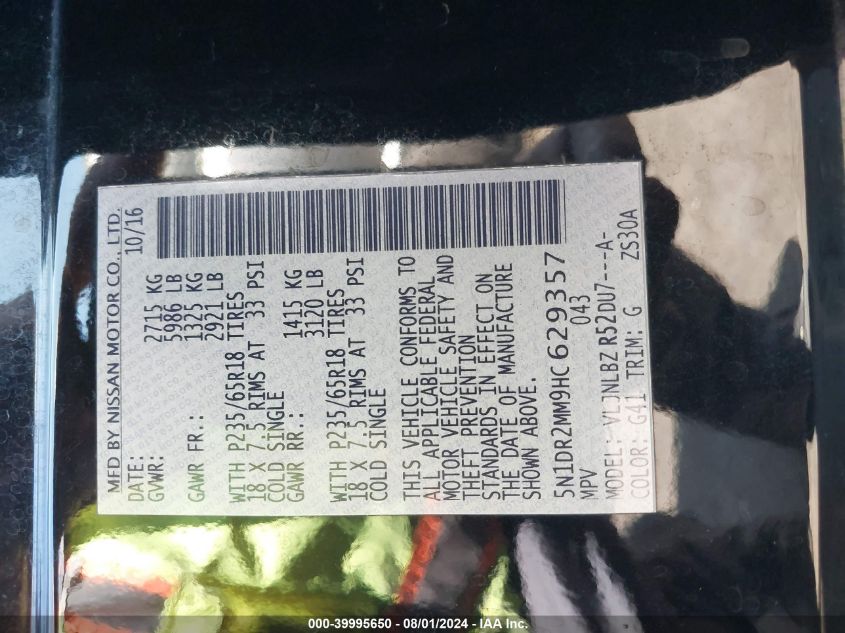 MFD BY NISSAN MOTOR CO., LTD.
DATE: 10/16
GVWR: 2715 KG
5986 LB
GAWR FR.: 1325 KG
2921 LB
WITH P235/65R18 TIRES
18 X 7.5 RIMS AT 33 PSI
COLD SINGLE
GAWR RR.: 1415 KG
3120 LB
WITH P235/65R18 TIRES
18 X 7.5 RIMS AT 33 PSI
COLD SINGLE
THIS VEHICLE CONFORMS TO
ALL APPLICABLE FEDERAL
MOTOR VEHICLE SAFETY AND
THEFT PREVENTION
STANDARDS IN EFFECT ON
THE DATE OF MANUFACTURE
SHOWN ABOVE.
5N1DR2MM9HC629357
MPV 043
MODEL: VLJNLBZ R52DU7---A-
COLOR: G41 TRIM: G ZS30A
000-39995650 - 08/01/2024 - IAA Inc.